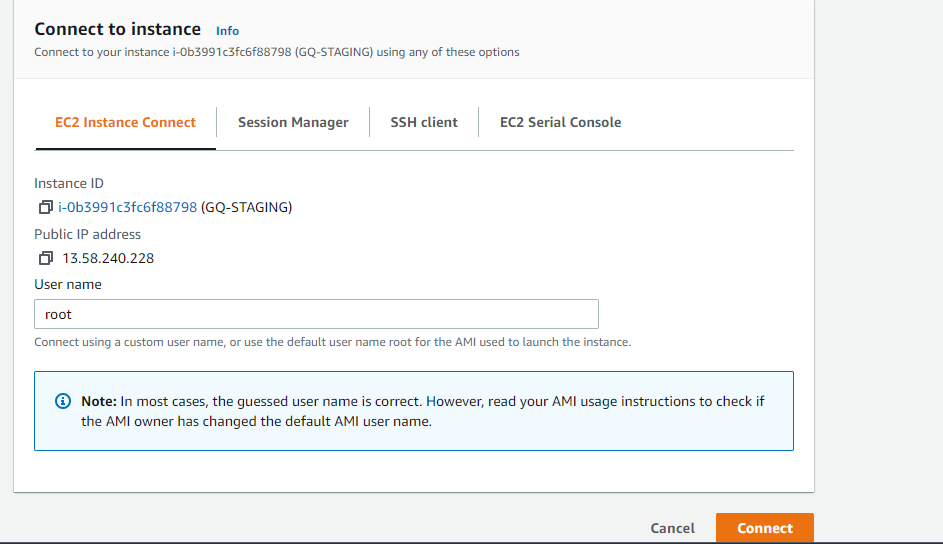 Connect to instance Info
Connect to your instance i-0b3991c3fc6f88798 (GQ-STAGING) using any of these options
EC2 Instance Connect
Session Manager
SSH client
EC2 Serial Console
Instance ID
i-0b3991c3fc6f88798 (GQ-STAGING)
Public IP address
13.58.240.228
User name
root
Connect using a custom user name, or use the default user name root for the AMI used to launch the instance.
Note: In most cases, the guessed user name is correct. However, read your AMI usage instructions to check if
the AMI owner has changed the default AMI user name.
Cancel
Connect